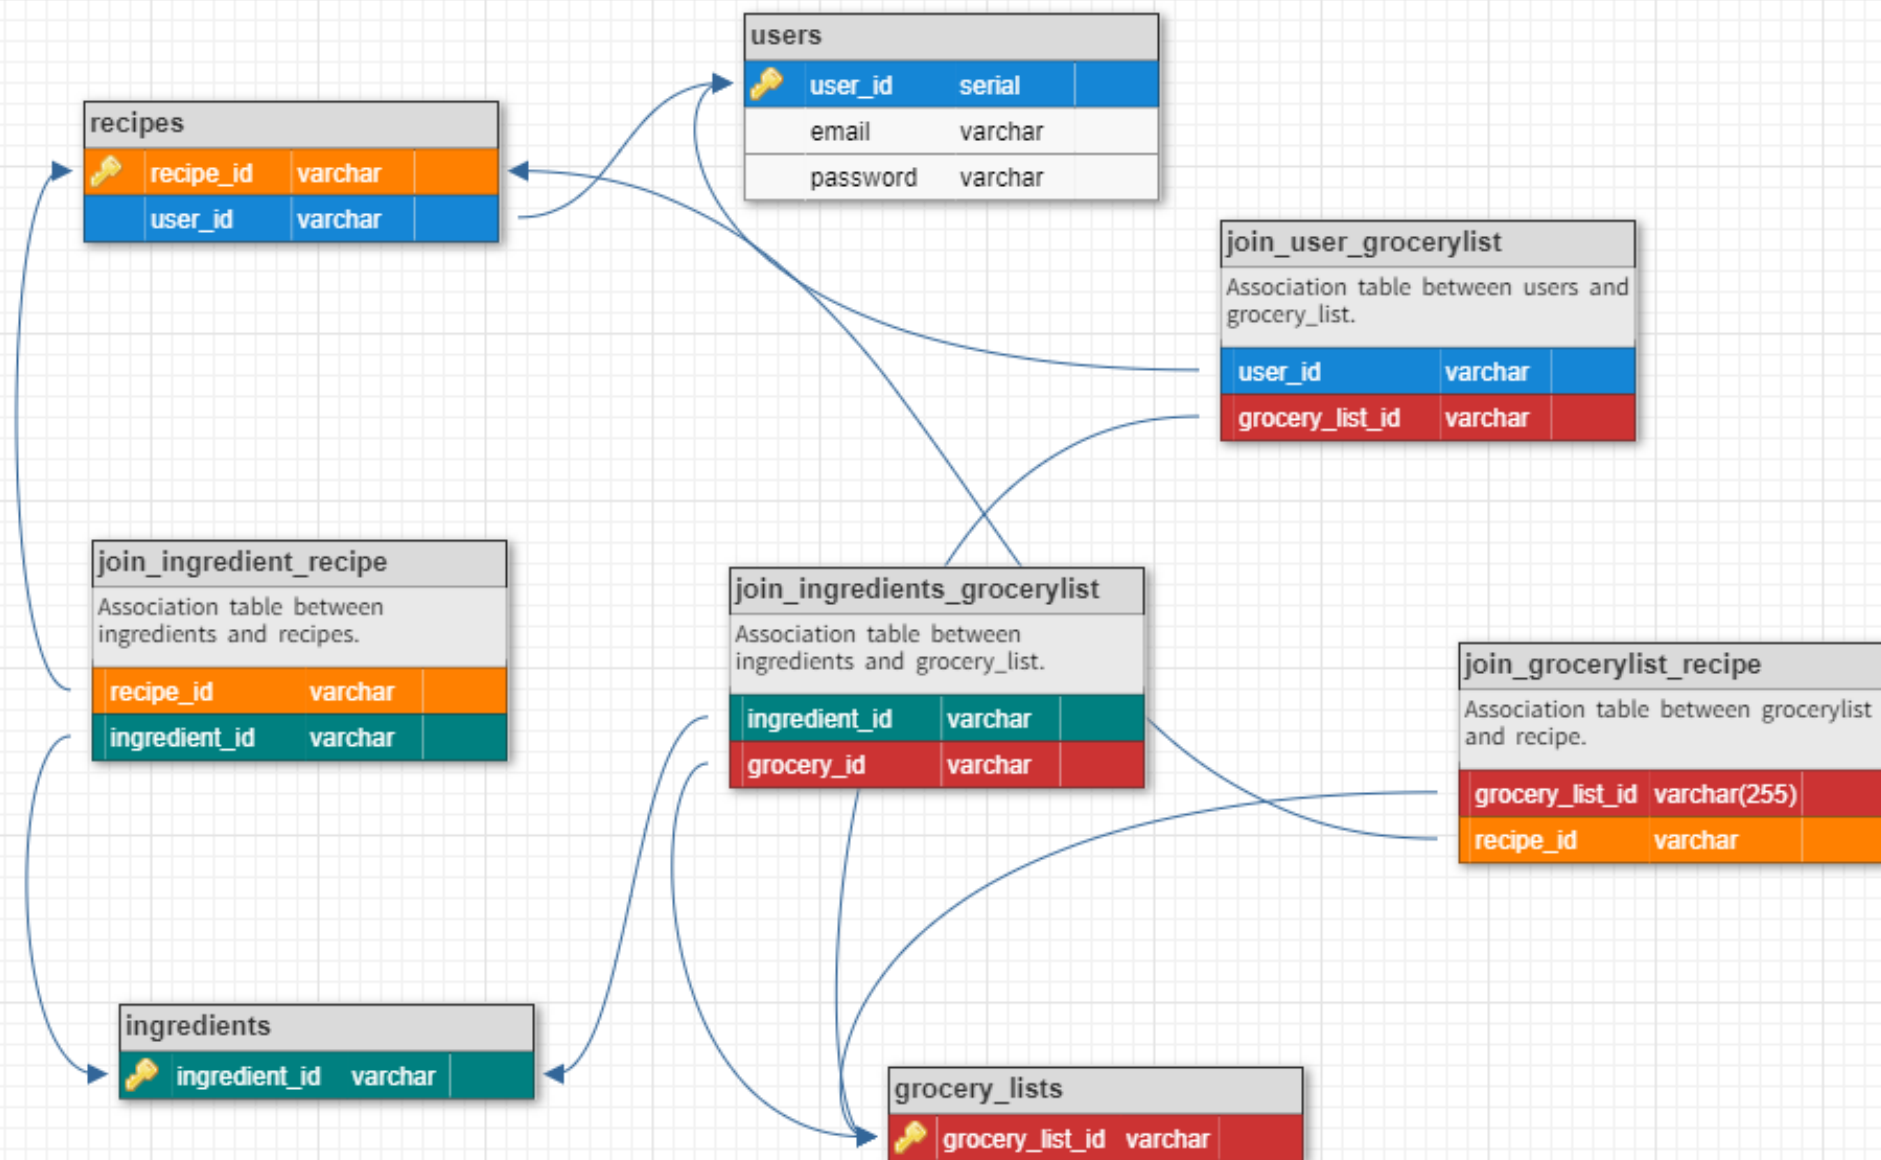 users
user_id serial
email varchar
password varchar
recipes
recipe_id varchar
user_id varchar
join_user_grocerylist
Association table between users and
grocery_list.
user_id varchar
grocery_list_id varchar
join_ingredient_recipe
Association table between
ingredients and recipes.
recipe_id varchar
ingredient_id varchar
join_ingredients_grocerylist
Association table between
ingredients and grocery_list.
ingredient_id varchar
grocery_id varchar
join_grocerylist_recipe
Association table between grocerylist
and recipe.
grocery_list_id varchar(255)
recipe_id varchar
ingredients
ingredient_id varchar
grocery_lists
grocery_list_id varchar